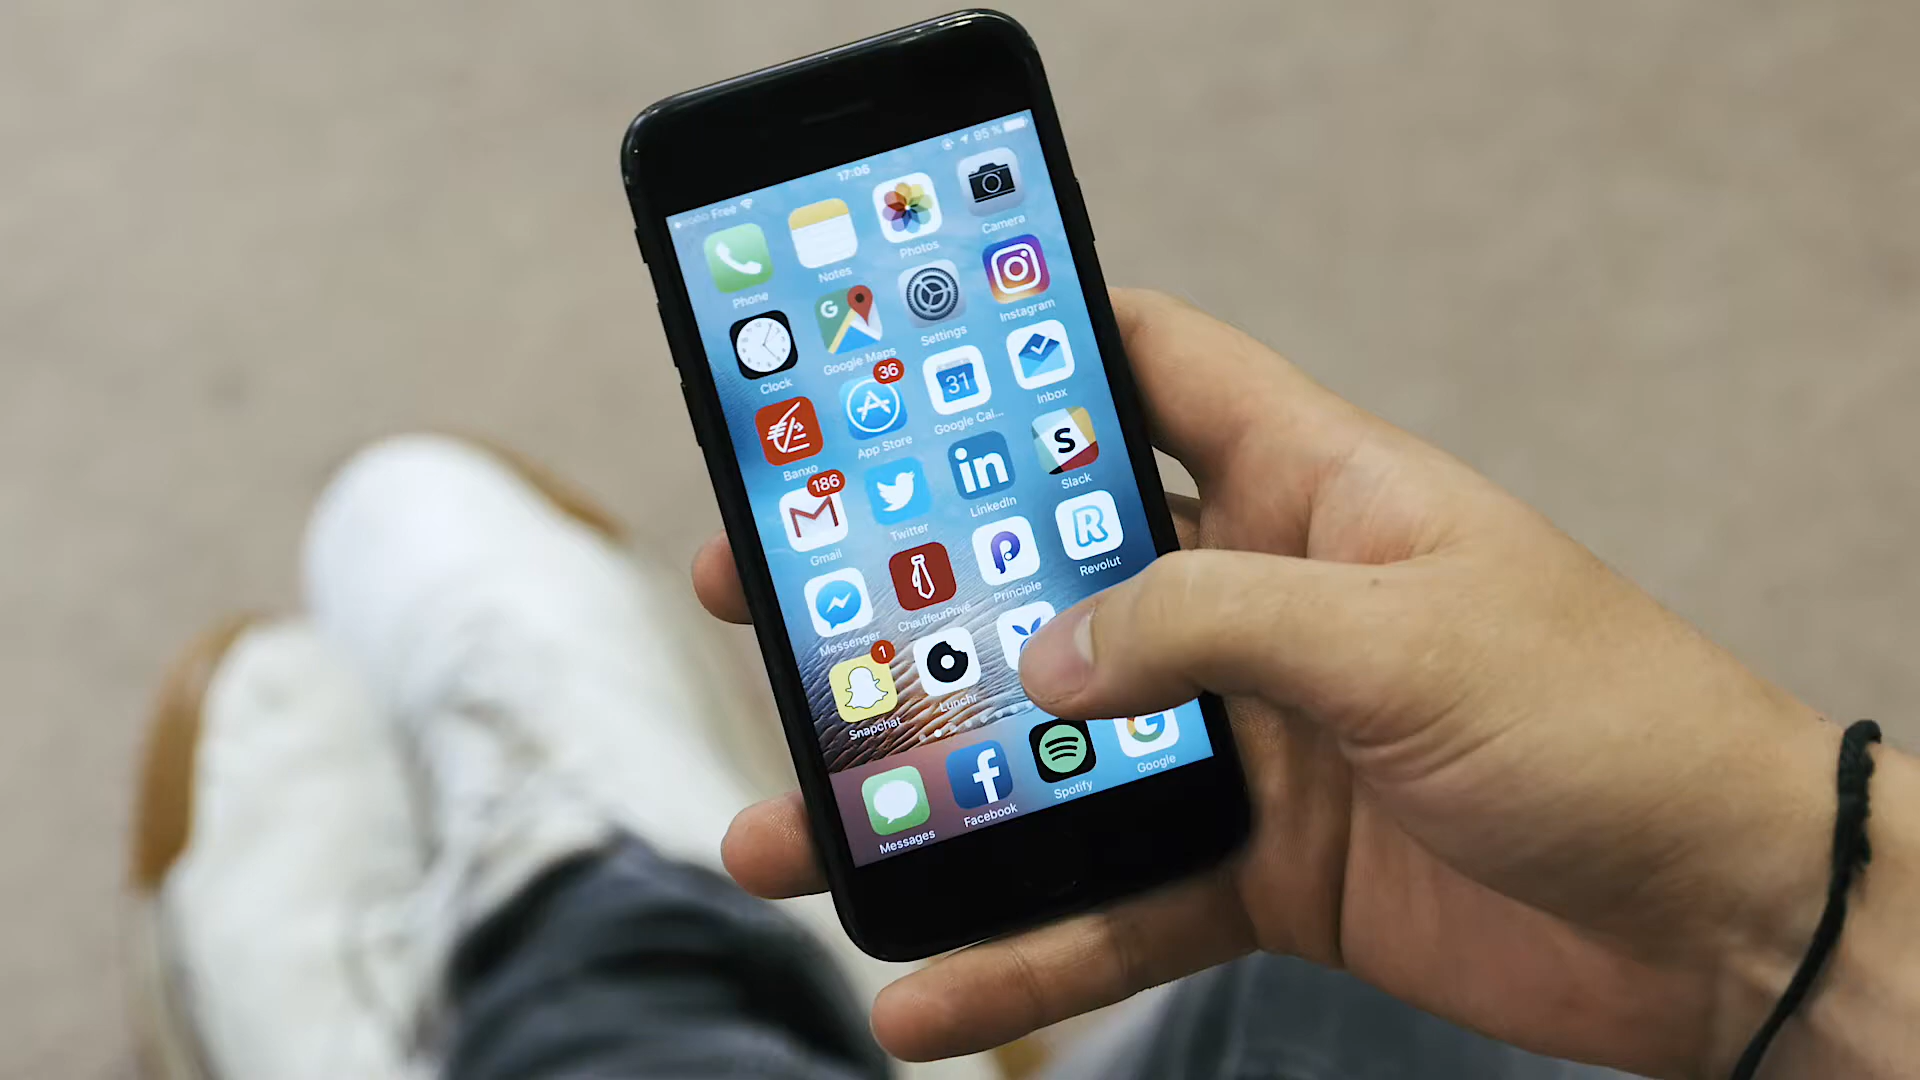 Free 17:06 95 %
Phone Notes Photos Camera
Clock Google Maps Settings Instagram
36
31
Banxo App Store Google Cal... Inbox
186
in
S
Gmail Twitter LinkedIn Slack
R
Messenger ChauffeurPrivé Principle Revolut
1
Snapchat Lunchr
Messages Facebook Spotify Google